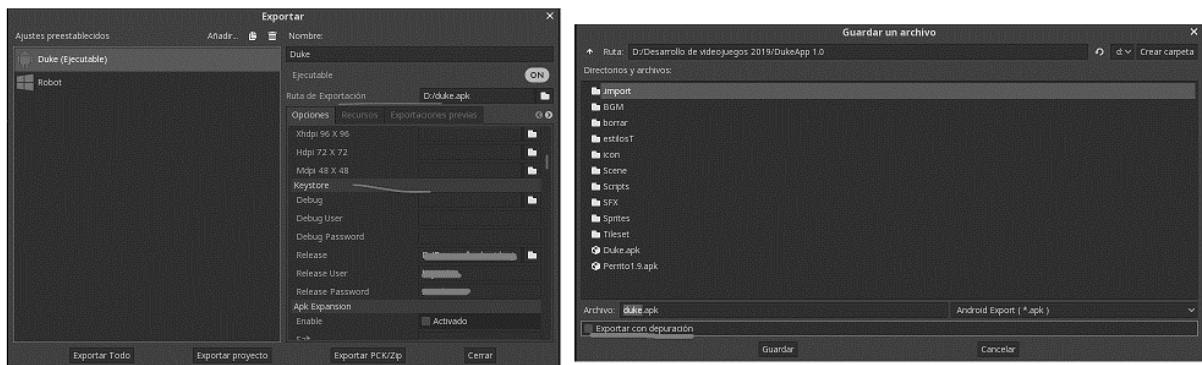 Exportar
Ajustes preestablecidos Añadir... Nombre:
Duke (Ejecutable) Duke
Robot Ejecutable ON
Ruta de Exportación D:/duke.apk
Opciones Recursos Exportaciones previas
Xhdpi 96 X 96
Hdpi 72 X 72
Mdpi 48 X 48
Keystore
Debug
Debug User
Debug Password
Release
Release User
Release Password
Apk Expansion
Enable Activado
Salt
Exportar Todo Exportar proyecto Exportar PCK/Zip Cerrar
Guardar un archivo
Ruta: D:/Desarrollo de videojuegos 2019/DukeApp 1.0 d: Crear carpeta
Directorios y archivos:
.import
BGM
borrar
estilosT
icon
Scene
Scripts
SFX
Sprites
Tileset
Duke.apk
Perrito1.9.apk
Archivo: duke.apk Android Export ( *.apk )
Exportar con depuración
Guardar Cancelar